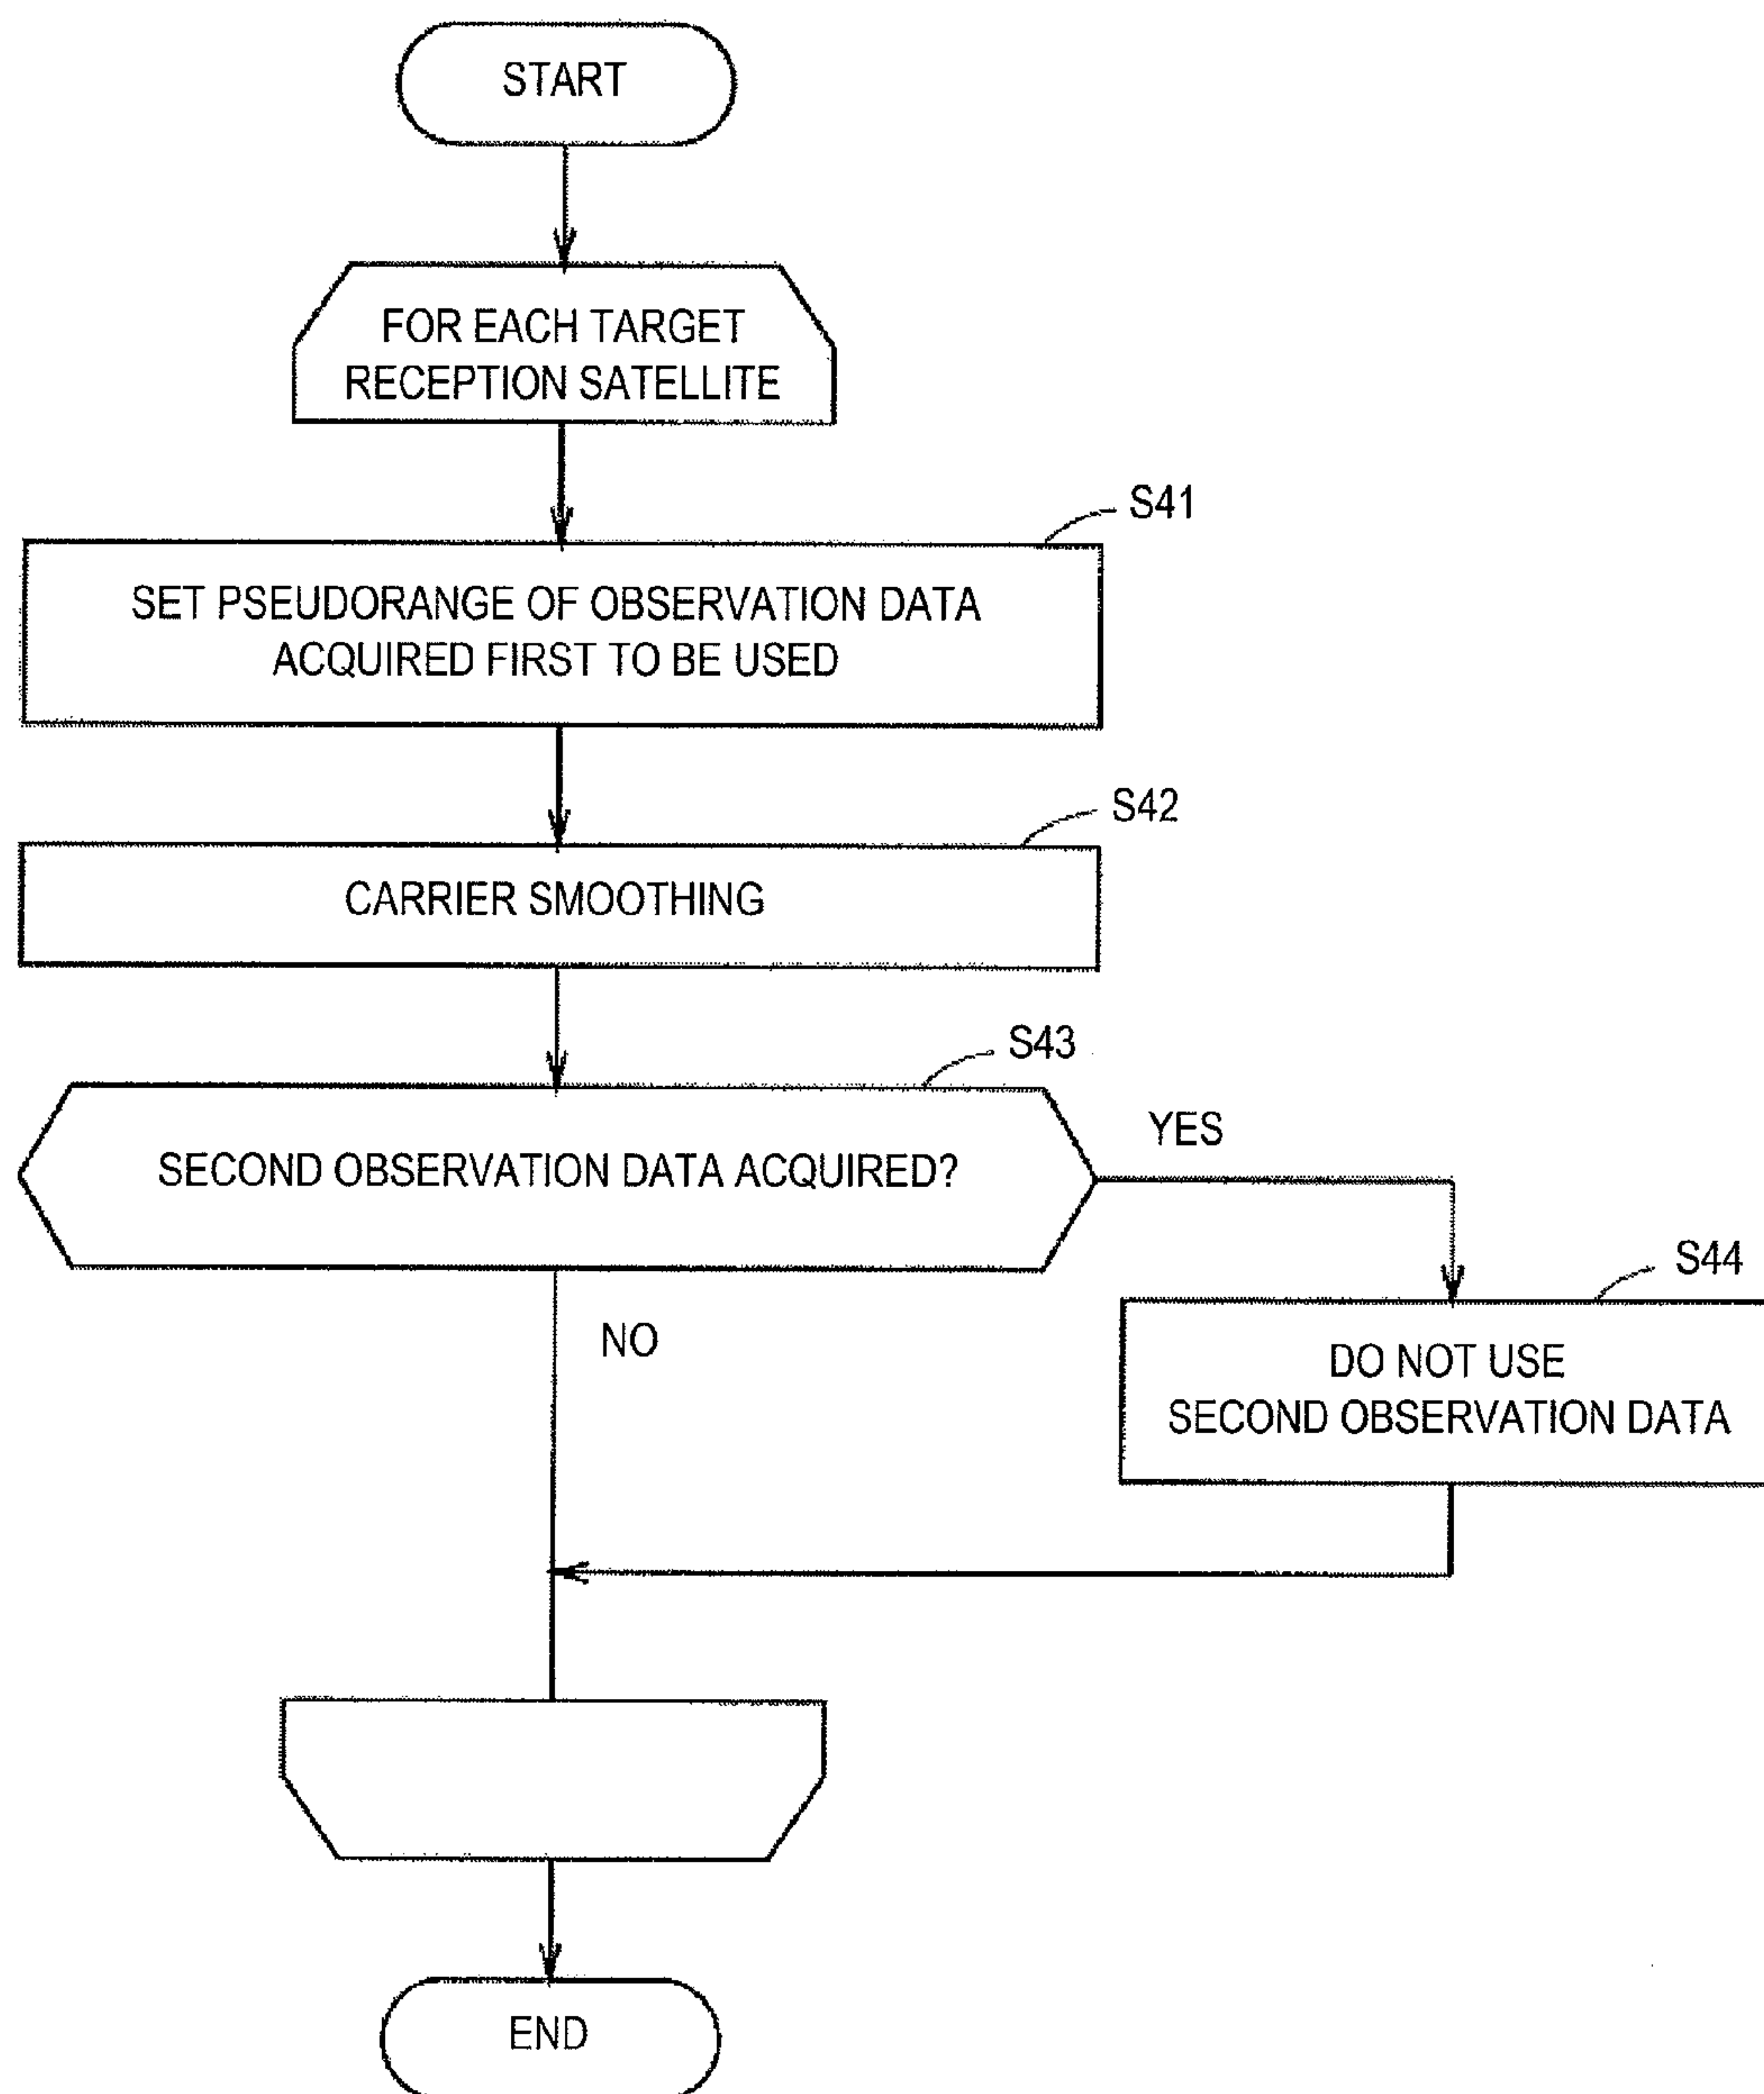 START
FOR EACH TARGET
RECEPTION SATELLITE
S41
SET PSEUDORANGE OF OBSERVATION DATA
ACQUIRED FIRST TO BE USED
S42
CARRIER SMOOTHING
S43
SECOND OBSERVATION DATA ACQUIRED?
YES
NO
S44
DO NOT USE
SECOND OBSERVATION DATA
END